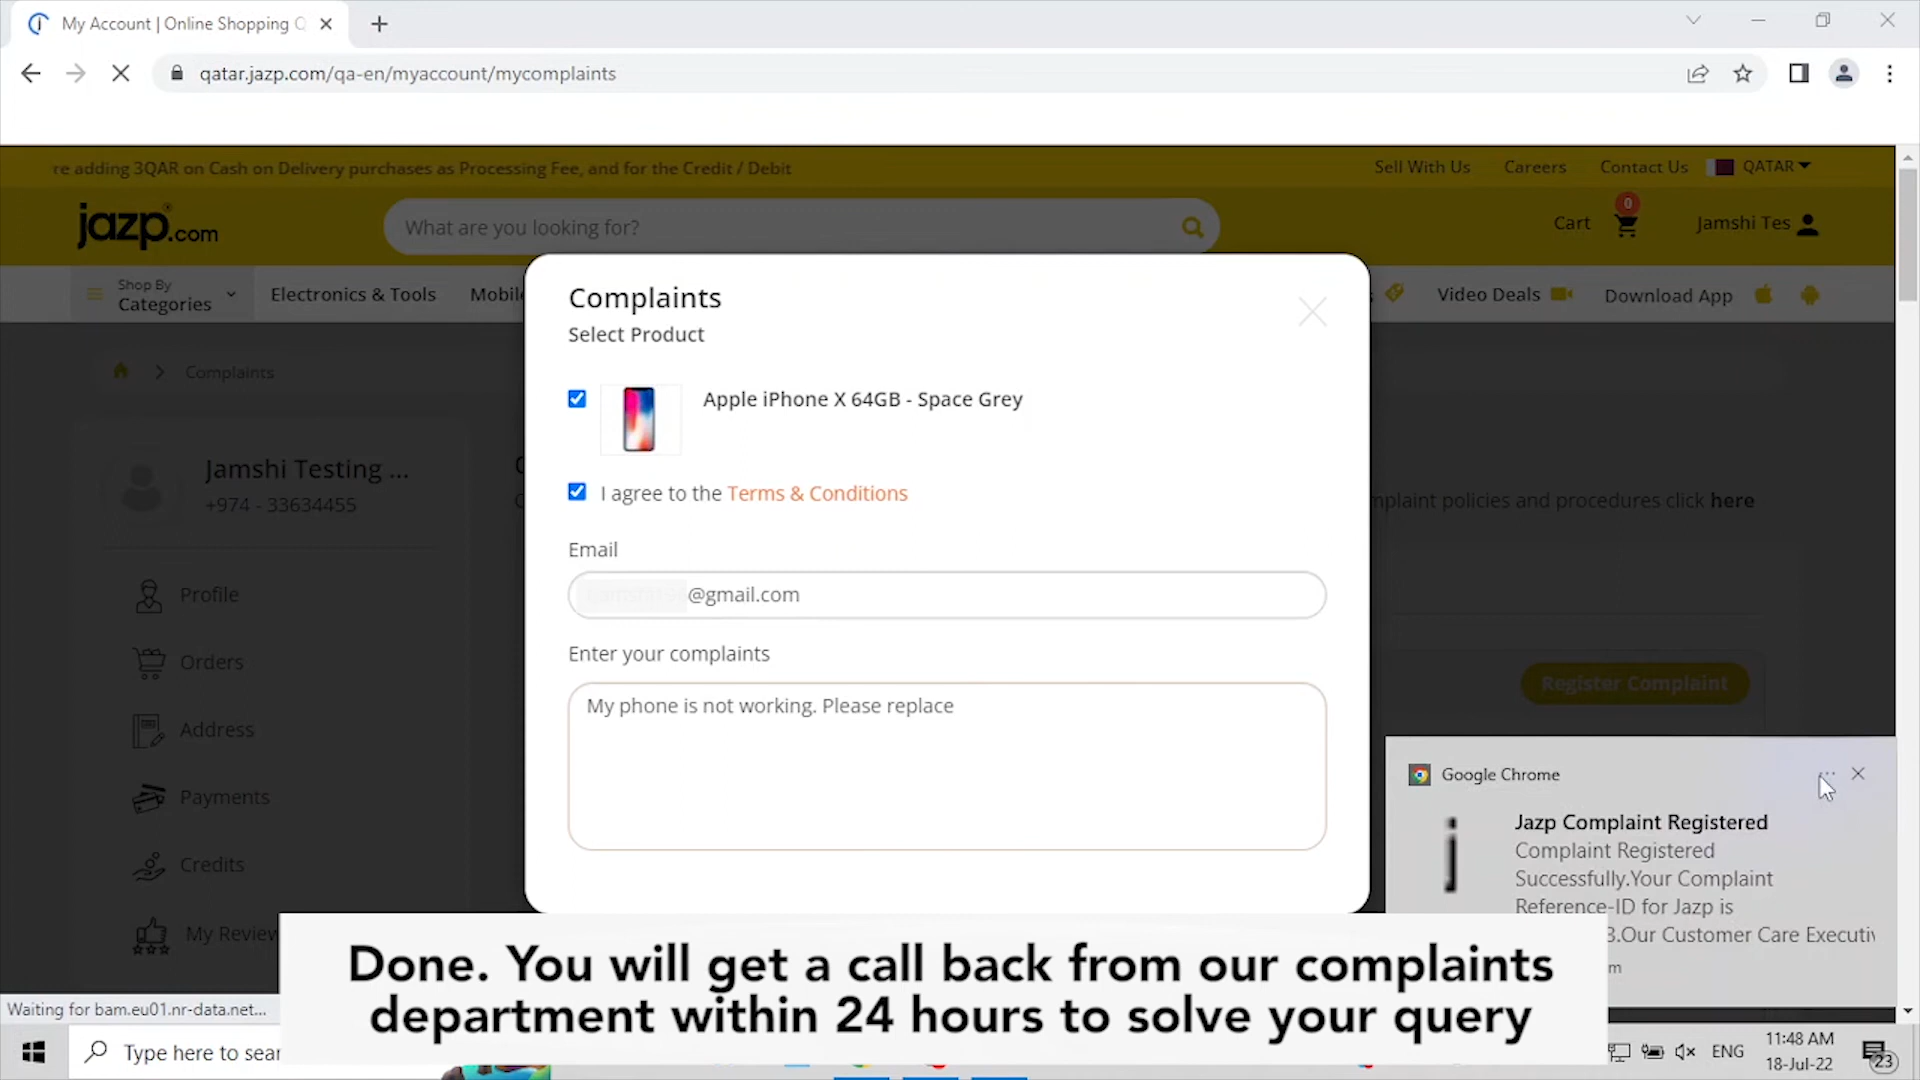 My Account | Online Shopping
qatar.jazp.com/qa-en/myaccount/mycomplaints
re adding 3QAR on Cash on Delivery purchases as Processing Fee, and for the Credit / Debit
Sell With Us
Careers
Contact Us
QATAR
jazp.com
What are you looking for?
Cart
0
Jamshi Tes
Shop By
Categories
Electronics & Tools
Video Deals
Download App
Complaints
Select Product
Complaints
Apple iPhone X 64GB - Space Grey
Jamshi Testing ...
+974 - 33634455
I agree to the Terms & Conditions
policies and procedures click here
Email
@gmail.com
Profile
Orders
Address
Payments
Credits
Enter your complaints
My phone is not working. Please replace
Register Complaint
Google Chrome
Jazp Complaint Registered
Complaint Registered
Successfully.Your Complaint
Reference-ID for Jazp is
3.Our Customer Care
j
My
Done. You will get a call back from our complaints
department within 24 hours to solve your query
Waiting for bam.eu01.nr-data.net...
Type here to
ENG
11:48 AM
18-Jul-22
23